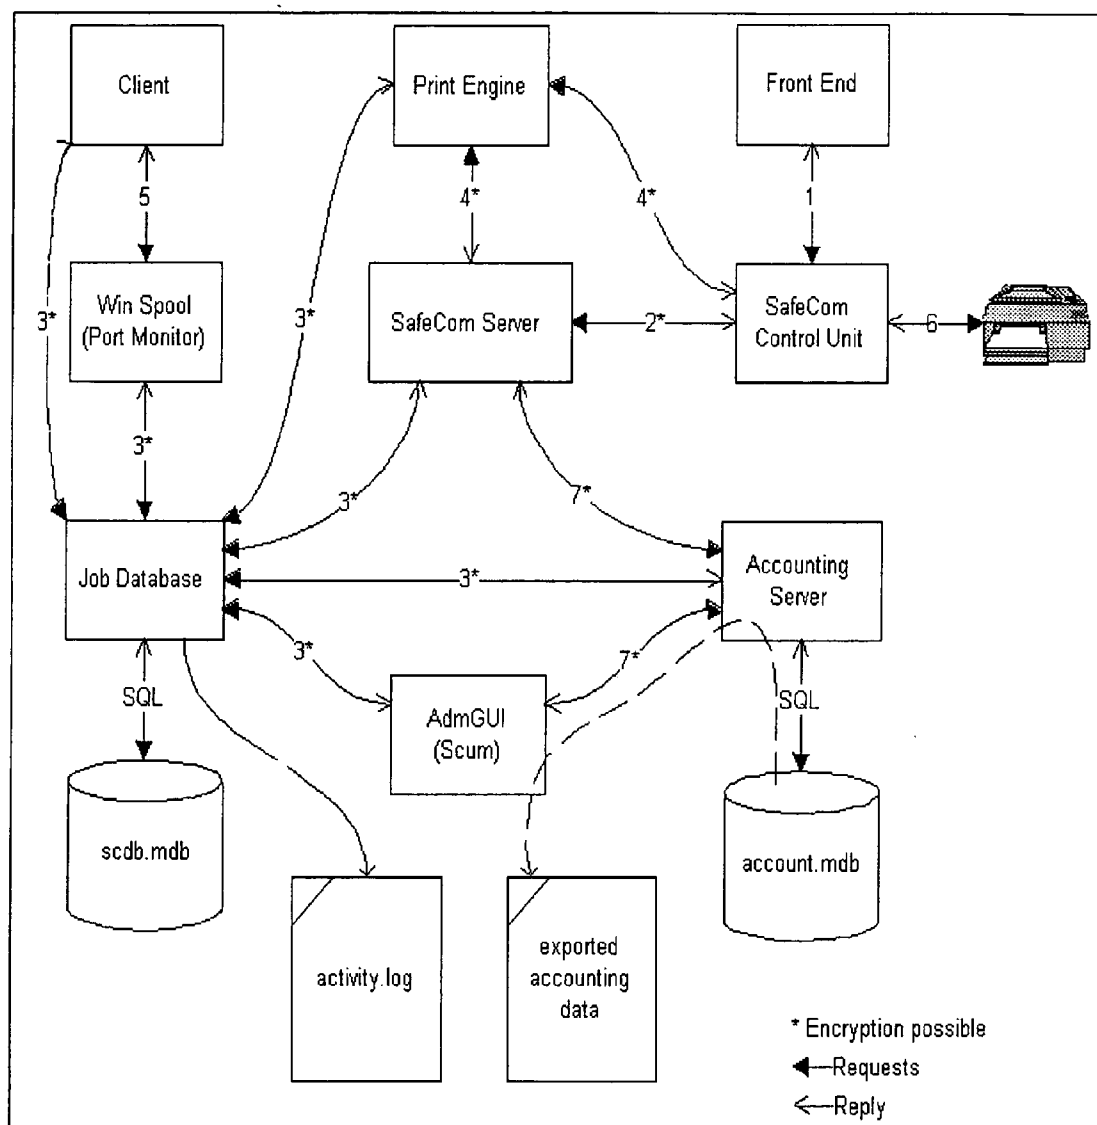 Client
Print Engine
Front End
5
4*
4*
1
3*
Win Spool
(Port Monitor)
3*
SafeCom Server
2*
SafeCom
Control Unit
6
3*
3*
7*
Job Database
3*
Accounting
Server
3*
7*
SQL
AdmGUI
(Scum)
SQL
scdb.mdb
account.mdb
activity.log
exported
accounting
data
* Encryption possible
Requests
Reply